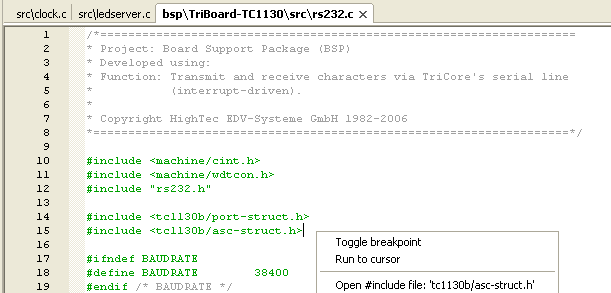 src\clock.c src\ledserver.c bsp\TriBoard-TC1130\src\rs232.c
1 /*====================================================================
2 * Project: Board Support Package (BSP)
3 * Developed using:
4 * Function: Transmit and receive characters via TriCore's serial line
5 * (interrupt-driven).
6 *
7 * Copyright HighTec EDV-Systeme GmbH 1982-2006
8 *====================================================================*/
9
10 #include <machine/cint.h>
11 #include <machine/wdtcon.h>
12 #include "rs232.h"
13
14 #include <tc1130b/port-struct.h>
15 #include <tc1130b/asc-struct.h>
16
17 #ifndef BAUDRATE
18 #define BAUDRATE 38400
19 #endif /* BAUDRATE */
Toggle breakpoint
Run to cursor
Open #include file: 'tc1130b/asc-struct.h'